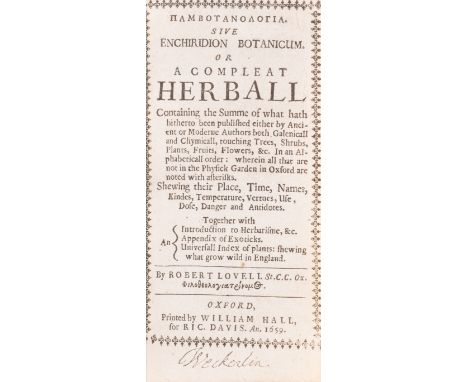 ΠΑΜΒΟΤΑΝΟΛΟΓΙΑ.
SIVE
ENCHIRIDION BOTANICUM.
OR
A COMPLEAT
HERBALL
Containing the Summe of what hath
hitherto been published either by Anci-
ent or Moderne Authors both Galenicall
and Chymicall, touching Trees, Shrubs,
Plants, Fruits, Flowers, &c. In an Al-
phabeticall order: wherein all that are
not in the Physick Garden in Oxford are
noted with asterisks.
Shewing their Place, Time, Names,
Kindes, Temperature, Vertues, Use,
Dose, Danger and Antidotes.
Together with
An
Introduction to Herbarisme, &c.
Appendix of Exoticks.
Universall Index of plants: shewing
what grow wild in England.
By ROBERT LOVELL St. C. C. Ox.
Φιλοθεολογιατρονομ@.
OXFORD,
Printed by WILLIAM HALL,
for RIC. DAVIS. An. 1659.
Weckerlin.